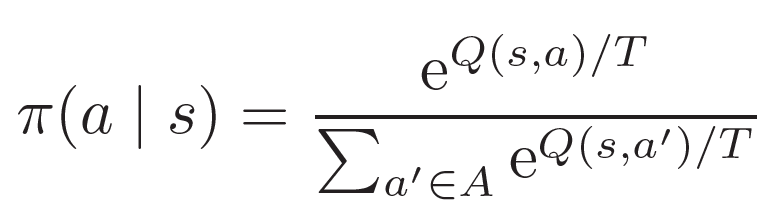 π(a | s) = e^{Q(s,a)/T} / ∑_{a′∈A} e^{Q(s,a′)/T}